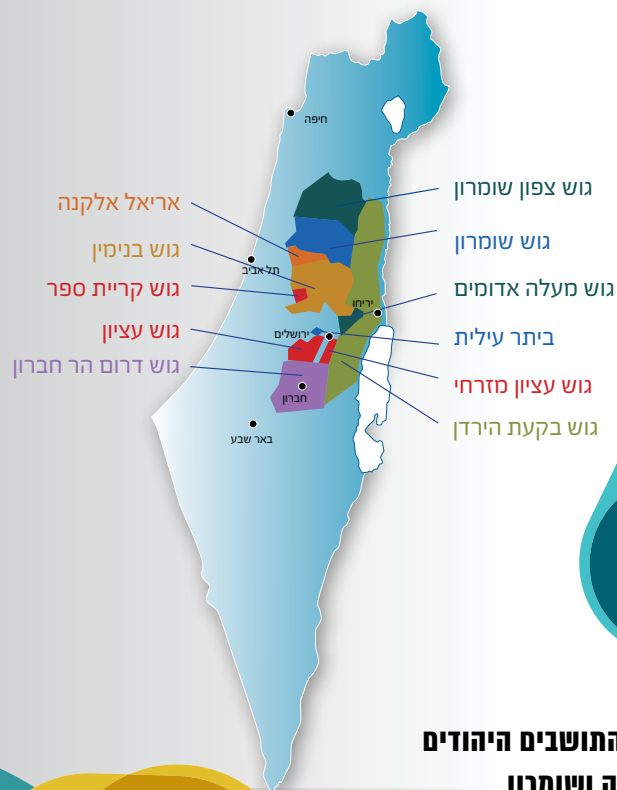 חיפה
גוש צפון שומרון
אריאל אלקנה
גוש שומרון
גוש בנימין
תל אביב
גוש קריית ספר
גוש מעלה אדומים
יריחו
גוש עציון
ירושלים
ביתר עילית
גוש דרום הר חברון
גוש עציון מזרחי
חברון
גוש בקעת הירדן
באר שבע
התושבים היהודים
ה ושומרון